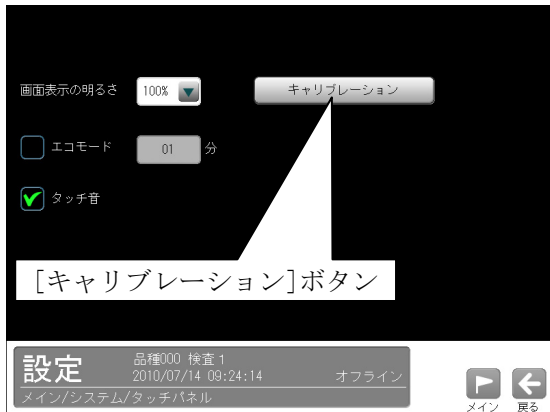 画面表示の明るさ 100% キャリブレーション
エコモード 01 分
タッチ音
[キャリブレーション]ボタン
設定 品種000 検査1
2010/07/14 09:24:14 オフライン
メイン/システム/タッチパネル
メイン 戻る